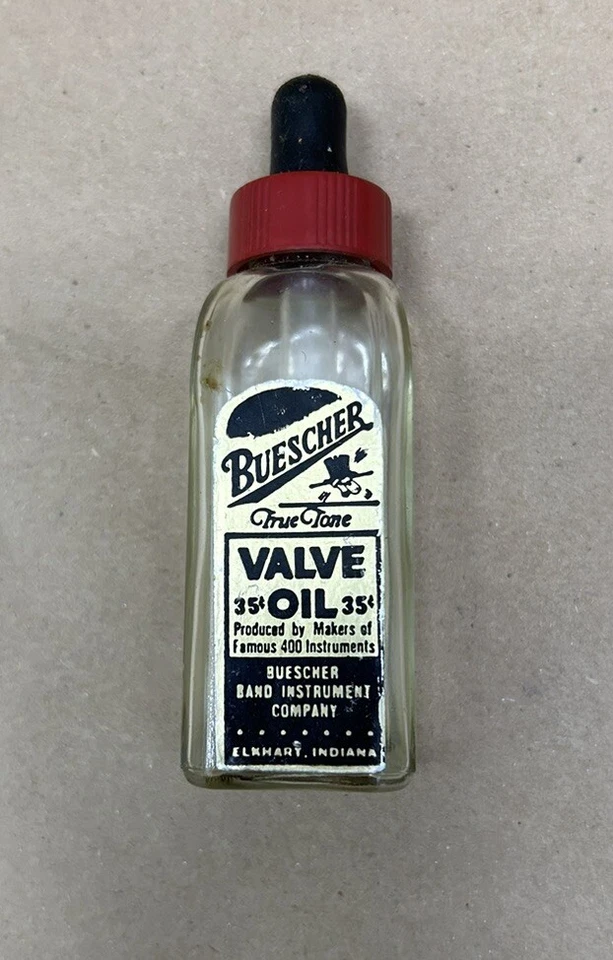 BUESCHER
True Tone
VALVE
35¢ OIL 35¢
Produced by Makers of
Famous 400 Instruments
BUESCHER
BAND INSTRUMENT
COMPANY
ELKHART, INDIANA